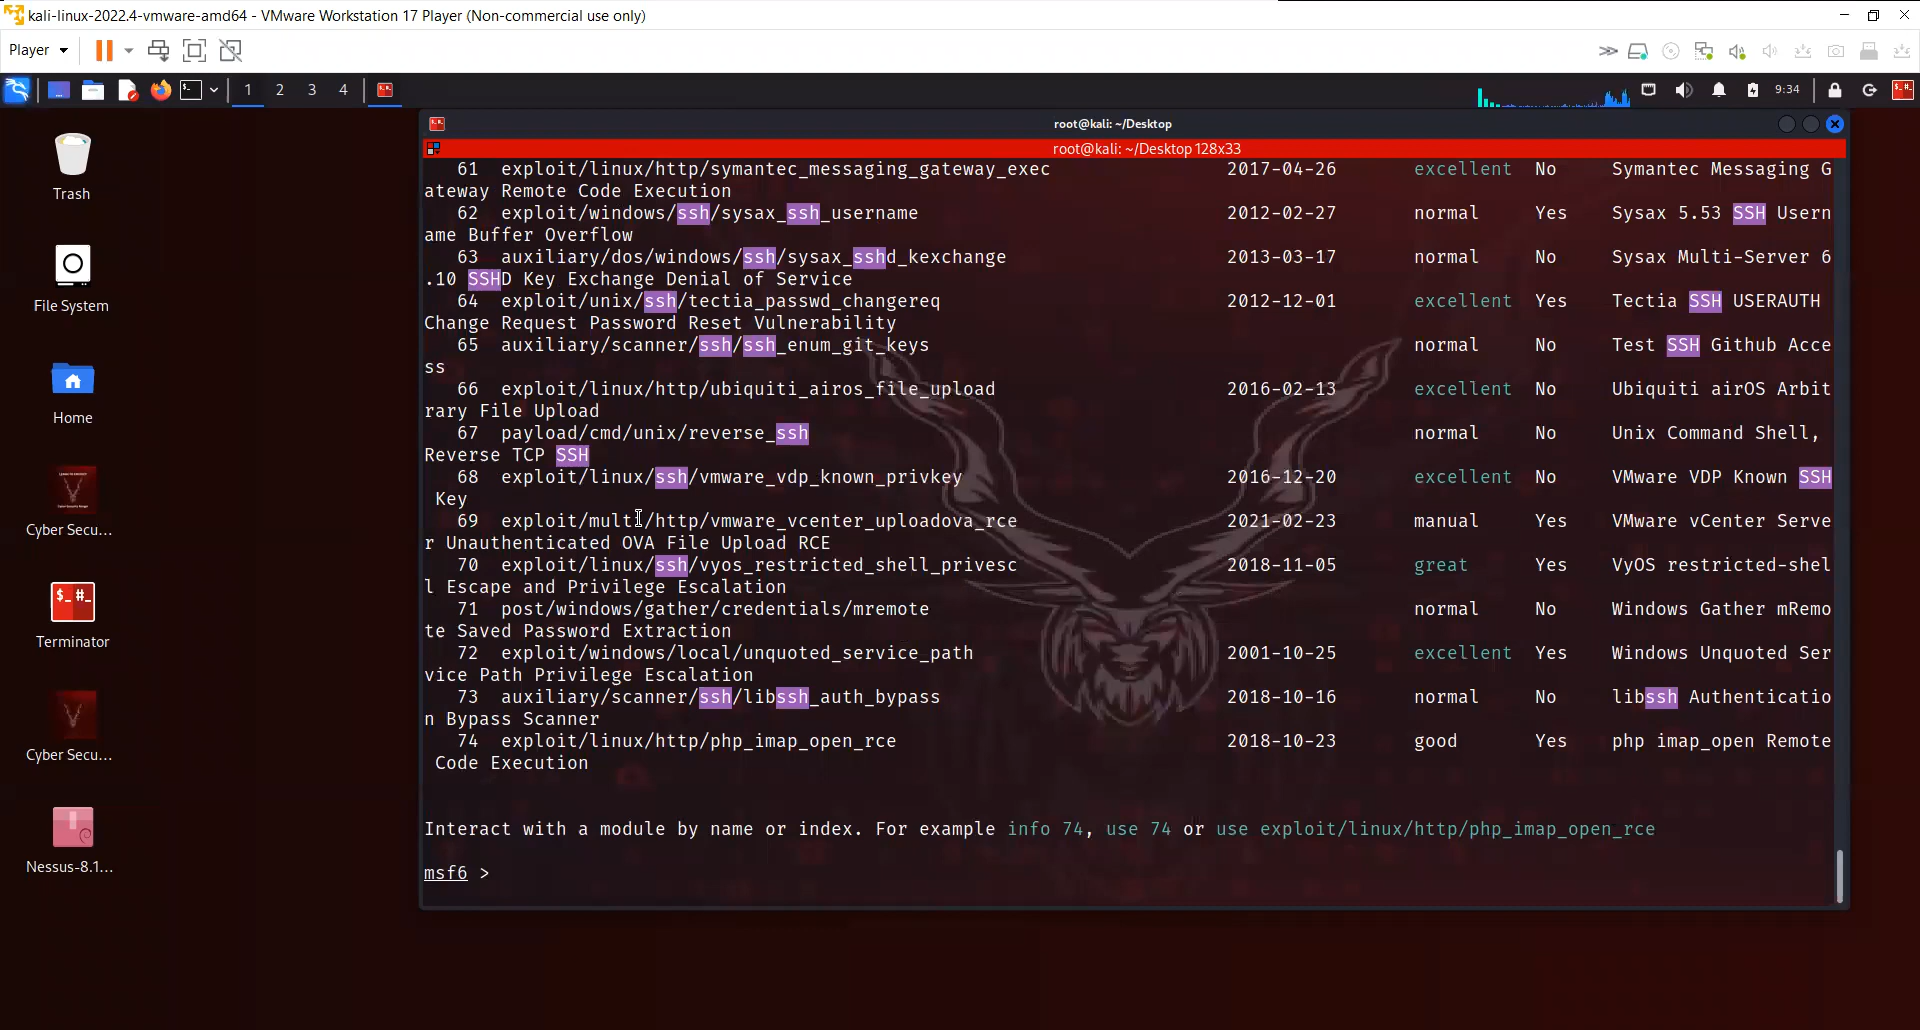 kali-linux-2022.4-vmware-amd64 - VMware Workstation 17 Player (Non-commercial use only)
Player
1 2 3 4
9:34
Trash
File System
Home
Cyber Secu...
Terminator
Cyber Secu...
Nessus-8.1...
root@kali: ~/Desktop
root@kali: ~/Desktop 128x33
61 exploit/linux/http/symantec_messaging_gateway_exec 2017-04-26 excellent No Symantec Messaging G
ateway Remote Code Execution
62 exploit/windows/ssh/sysax_ssh_username 2012-02-27 normal Yes Sysax 5.53 SSH Usern
ame Buffer Overflow
63 auxiliary/dos/windows/ssh/sysax_sshd_kexchange 2013-03-17 normal No Sysax Multi-Server 6
.10 SSHD Key Exchange Denial of Service
64 exploit/unix/ssh/tectia_passwd_changereq 2012-12-01 excellent Yes Tectia SSH USERAUTH
Change Request Password Reset Vulnerability
65 auxiliary/scanner/ssh/ssh_enum_git_keys normal No Test SSH Github Acce
ss
66 exploit/linux/http/ubiquiti_airos_file_upload 2016-02-13 excellent No Ubiquiti airOS Arbit
rary File Upload
67 payload/cmd/unix/reverse_ssh normal No Unix Command Shell,
Reverse TCP SSH
68 exploit/linux/ssh/vmware_vdp_known_privkey 2016-12-20 excellent No VMware VDP Known SSH
Key
69 exploit/multi/http/vmware_vcenter_uploadova_rce 2021-02-23 manual Yes VMware vCenter Serve
r Unauthenticated OVA File Upload RCE
70 exploit/linux/ssh/vyos_restricted_shell_privesc 2018-11-05 great Yes VyOS restricted-shel
l Escape and Privilege Escalation
71 post/windows/gather/credentials/mremote normal No Windows Gather mRemo
te Saved Password Extraction
72 exploit/windows/local/unquoted_service_path 2001-10-25 excellent Yes Windows Unquoted Ser
vice Path Privilege Escalation
73 auxiliary/scanner/ssh/libssh_auth_bypass 2018-10-16 normal No libssh Authenticatio
n Bypass Scanner
74 exploit/linux/http/php_imap_open_rce 2018-10-23 good Yes php imap_open Remote
Code Execution
Interact with a module by name or index. For example info 74, use 74 or use exploit/linux/http/php_imap_open_rce
msf6 >